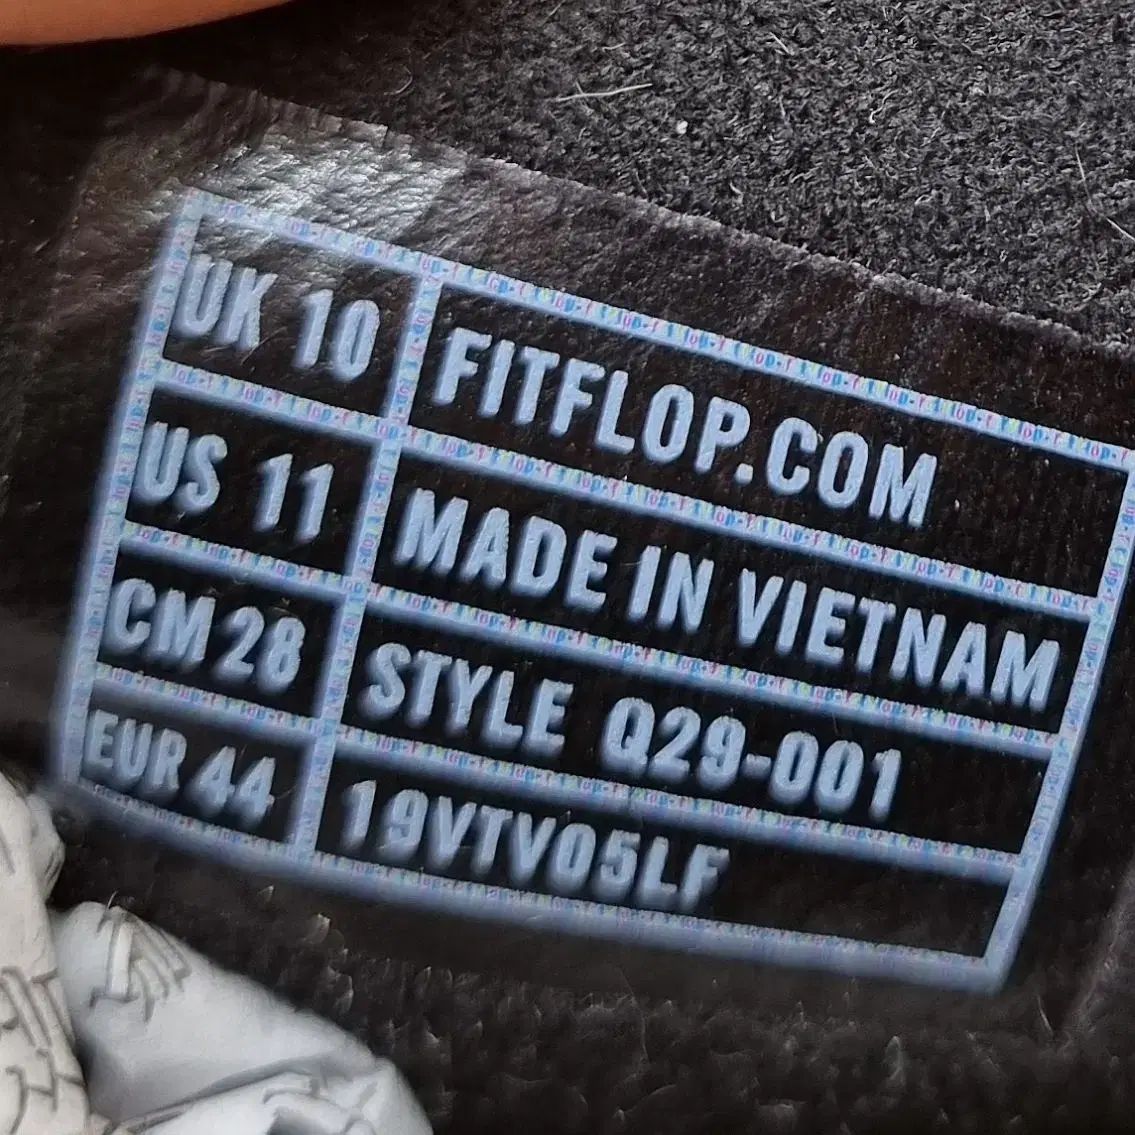 UK 10
FITFLOP.COM
US 11
MADE IN VIETNAM
CM 28
STYLE Q29-001
EUR 44
19VTV05LF